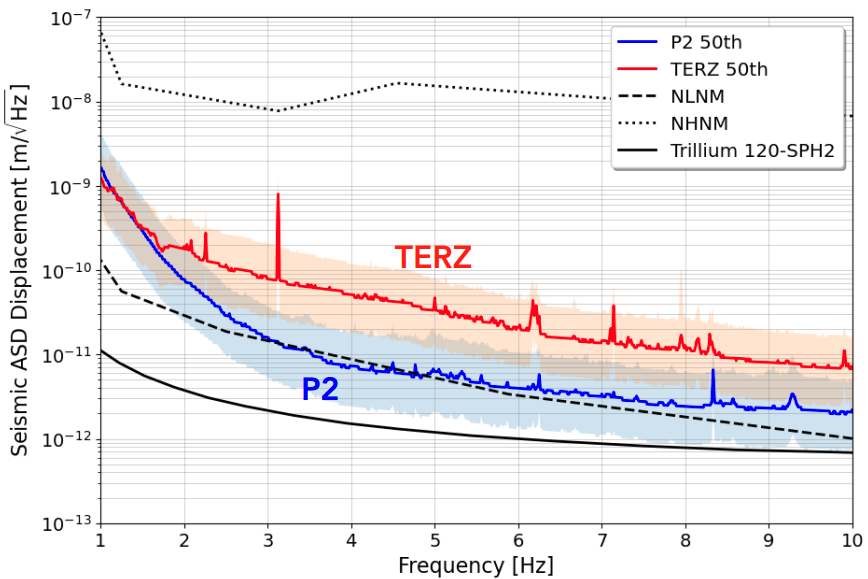 10⁻⁷
10⁻⁸
10⁻⁹
10⁻¹⁰
10⁻¹¹
10⁻¹²
10⁻¹³
Seismic ASD Displacement [m/√Hz]
P2 50th
TERZ 50th
NLNM
NHNM
Trillium 120-SPH2
TERZ
P2
1 2 3 4 5 6 7 8 9 10
Frequency [Hz]